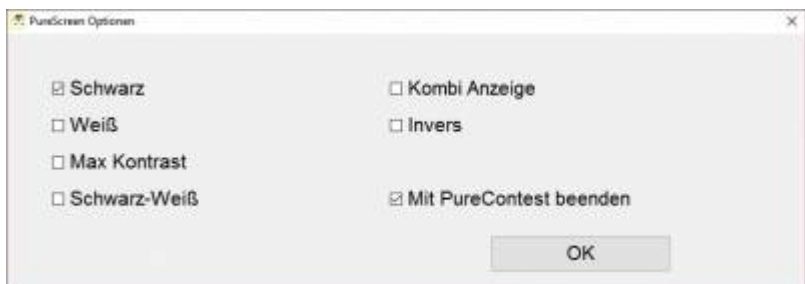 PureScreen Optionen
Schwarz
Kombi Anzeige
Weiß
Invers
Max Kontrast
Schwarz-Weiß
Mit PureContest beenden
OK